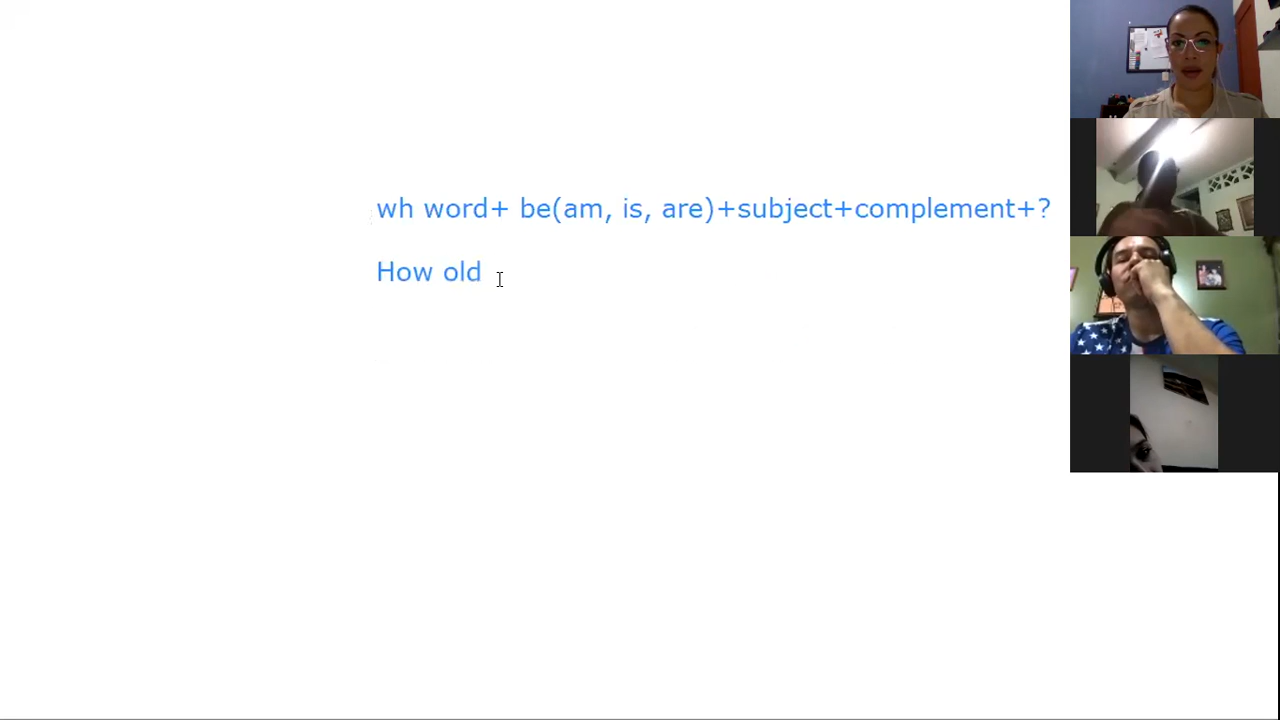 wh word+ be(am, is, are)+subject+complement+?
How old